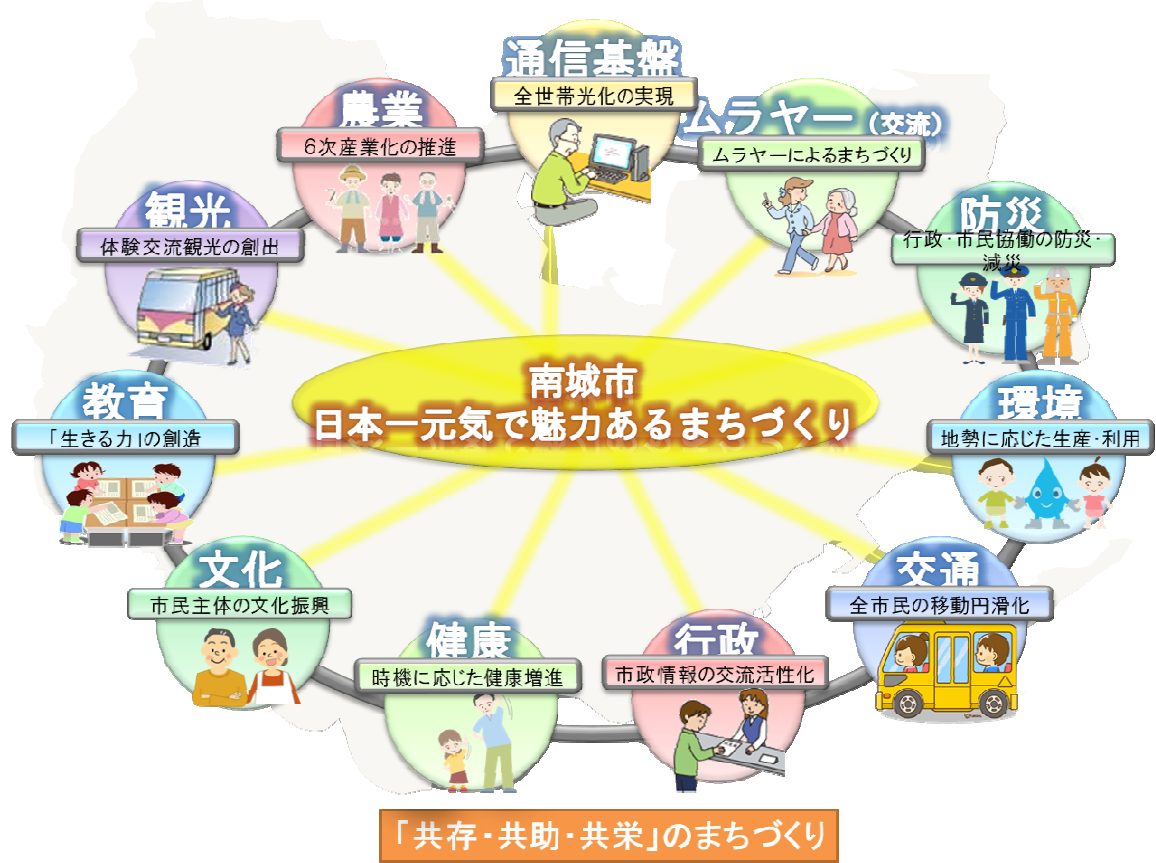 通信基盤
全世帯光化の実現
ムラヤー（交流）
ムラヤーによるまちづくり
防災
行政・市民協働の防災・
減災
環境
地勢に応じた生産・利用
交通
全市民の移動円滑化
行政
市政情報の交流活性化
健康
時機に応じた健康増進
文化
市民主体の文化振興
教育
「生きる力」の創造
観光
体験交流観光の創出
農業
6次産業化の推進
南城市
日本一元気で魅力あるまちづくり
「共存・共助・共栄」のまちづくり